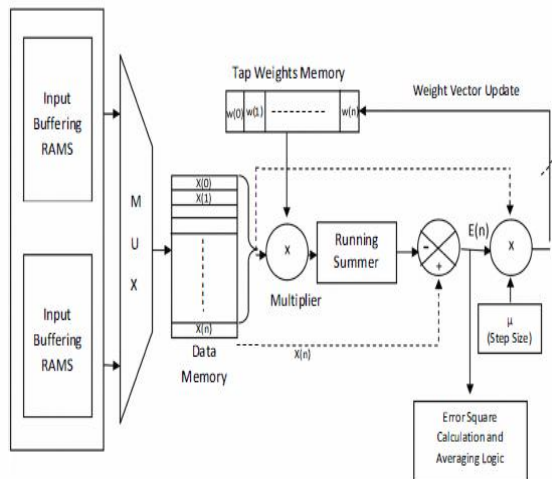 Input
Buffering
RAMS
Input
Buffering
RAMS
M
U
X
Tap Weights Memory
w(0) w(1) w(n)
Weight Vector Update
X(0)
X(1)
X(n)
Data
Memory
X
Multiplier
Running
Summer
-
+
X(n)
E(n)
X
μ
(Step Size)
Error Square
Calculation and
Averaging Logic